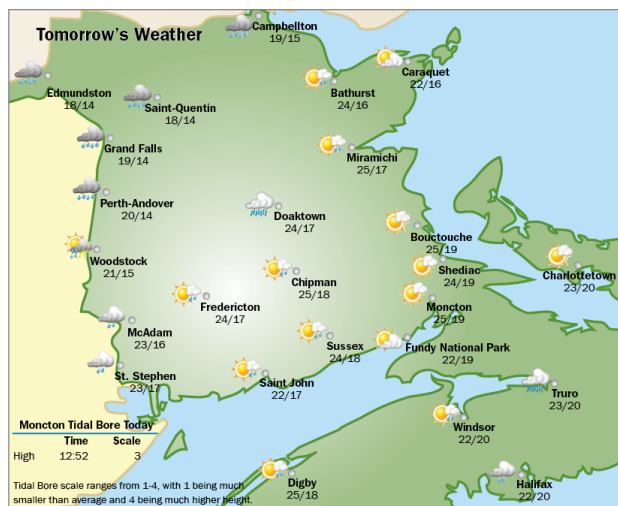 Tomorrow's Weather
Campbellton
19/15
Caraquet
22/16
Edmundston
18/14
Saint-Quentin
18/14
Bathurst
24/16
Grand Falls
19/14
Miramichi
25/17
Perth-Andover
20/14
Doaktown
24/17
Bouctouche
25/19
Woodstock
21/15
Shediac
24/19
Charlottetown
23/20
Chipman
25/18
Fredericton
24/17
Moncton
25/19
McAdam
23/16
Sussex
24/18
Fundy National Park
22/19
St. Stephen
23/17
Saint John
22/17
Truro
23/20
Moncton Tidal Bore Today
Time Scale
High 12:52 3
Windsor
22/20
Tidal Bore scale ranges from 1-4, with 1 being much
smaller than average and 4 being much higher height.
Digby
25/18
Halifax
22/20